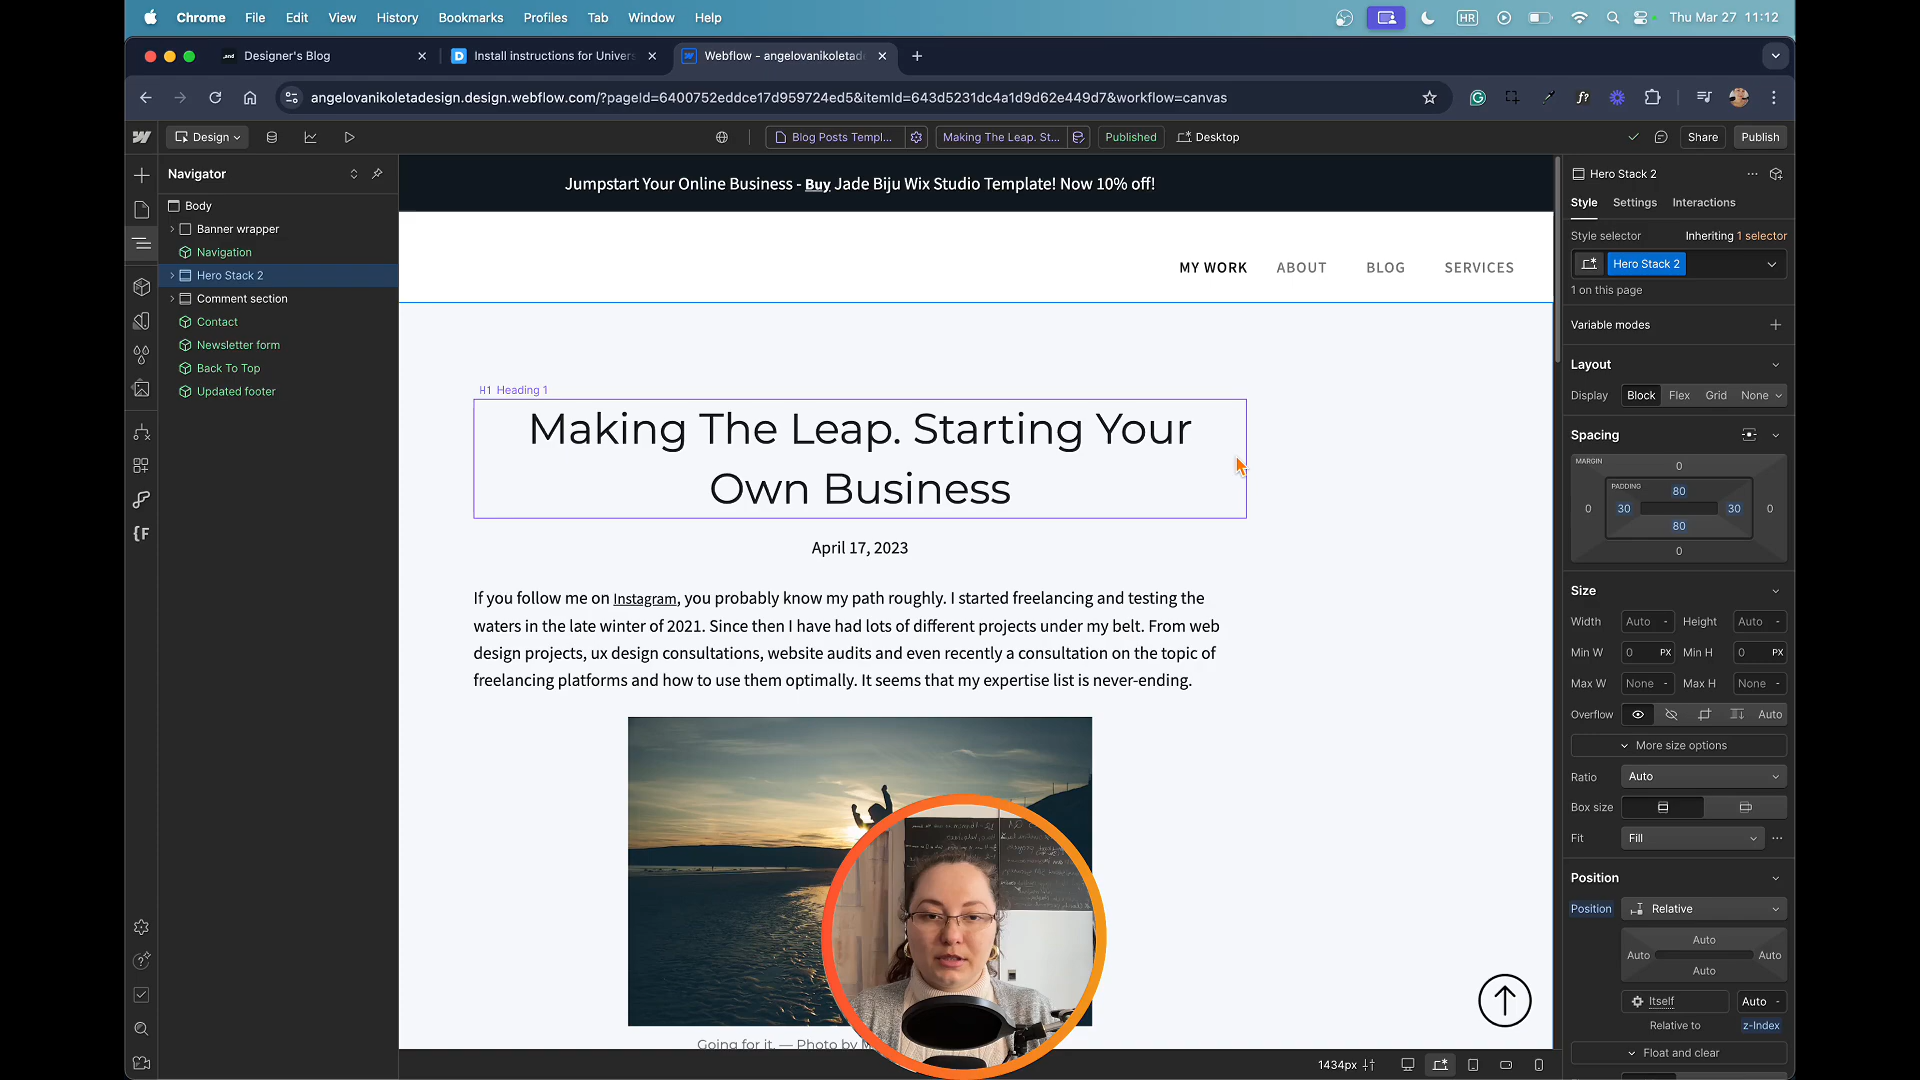 Chrome File Edit View History Bookmarks Profiles Tab Window Help
HR Thu Mar 27 11:12
.and Designer's Blog
D Install instructions for Univers
Webflow - angelovanikoletade
angelovanikoletadesign.design.webflow.com/?pageId=6400752eddce17d959724ed5&itemId=643d5231dc4a1d9d62e449d7&workflow=canvas
Design
Blog Posts Templ...
Making The Leap. St...
Published
Desktop
Share
Publish
Navigator
Body
Banner wrapper
Navigation
Hero Stack 2
Comment section
Contact
Newsletter form
Back To Top
Updated footer
Jumpstart Your Online Business - Buy Jade Biju Wix Studio Template! Now 10% off!
MY WORK ABOUT BLOG SERVICES
H1 Heading 1
Making The Leap. Starting Your
Own Business
April 17, 2023
If you follow me on Instagram, you probably know my path roughly. I started freelancing and testing the
waters in the late winter of 2021. Since then I have had lots of different projects under my belt. From web
design projects, ux design consultations, website audits and even recently a consultation on the topic of
freelancing platforms and how to use them optimally. It seems that my expertise list is never-ending.
Going for it. — Photo by
1434px
Hero Stack 2
Style Settings Interactions
Style selector Inheriting 1 selector
Hero Stack 2
1 on this page
Variable modes
Layout
Display Block Flex Grid None
Spacing
MARGIN 0
PADDING 80
0 30 30 0
80
0
Size
Width Auto - Height Auto -
Min W 0 PX Min H 0 PX
Max W None - Max H None -
Overflow Auto
More size options
Ratio Auto
Box size
Fit Fill
Position
Position Relative
Auto
Auto Auto
Auto
Itself Auto -
Relative to z-Index
Float and clear